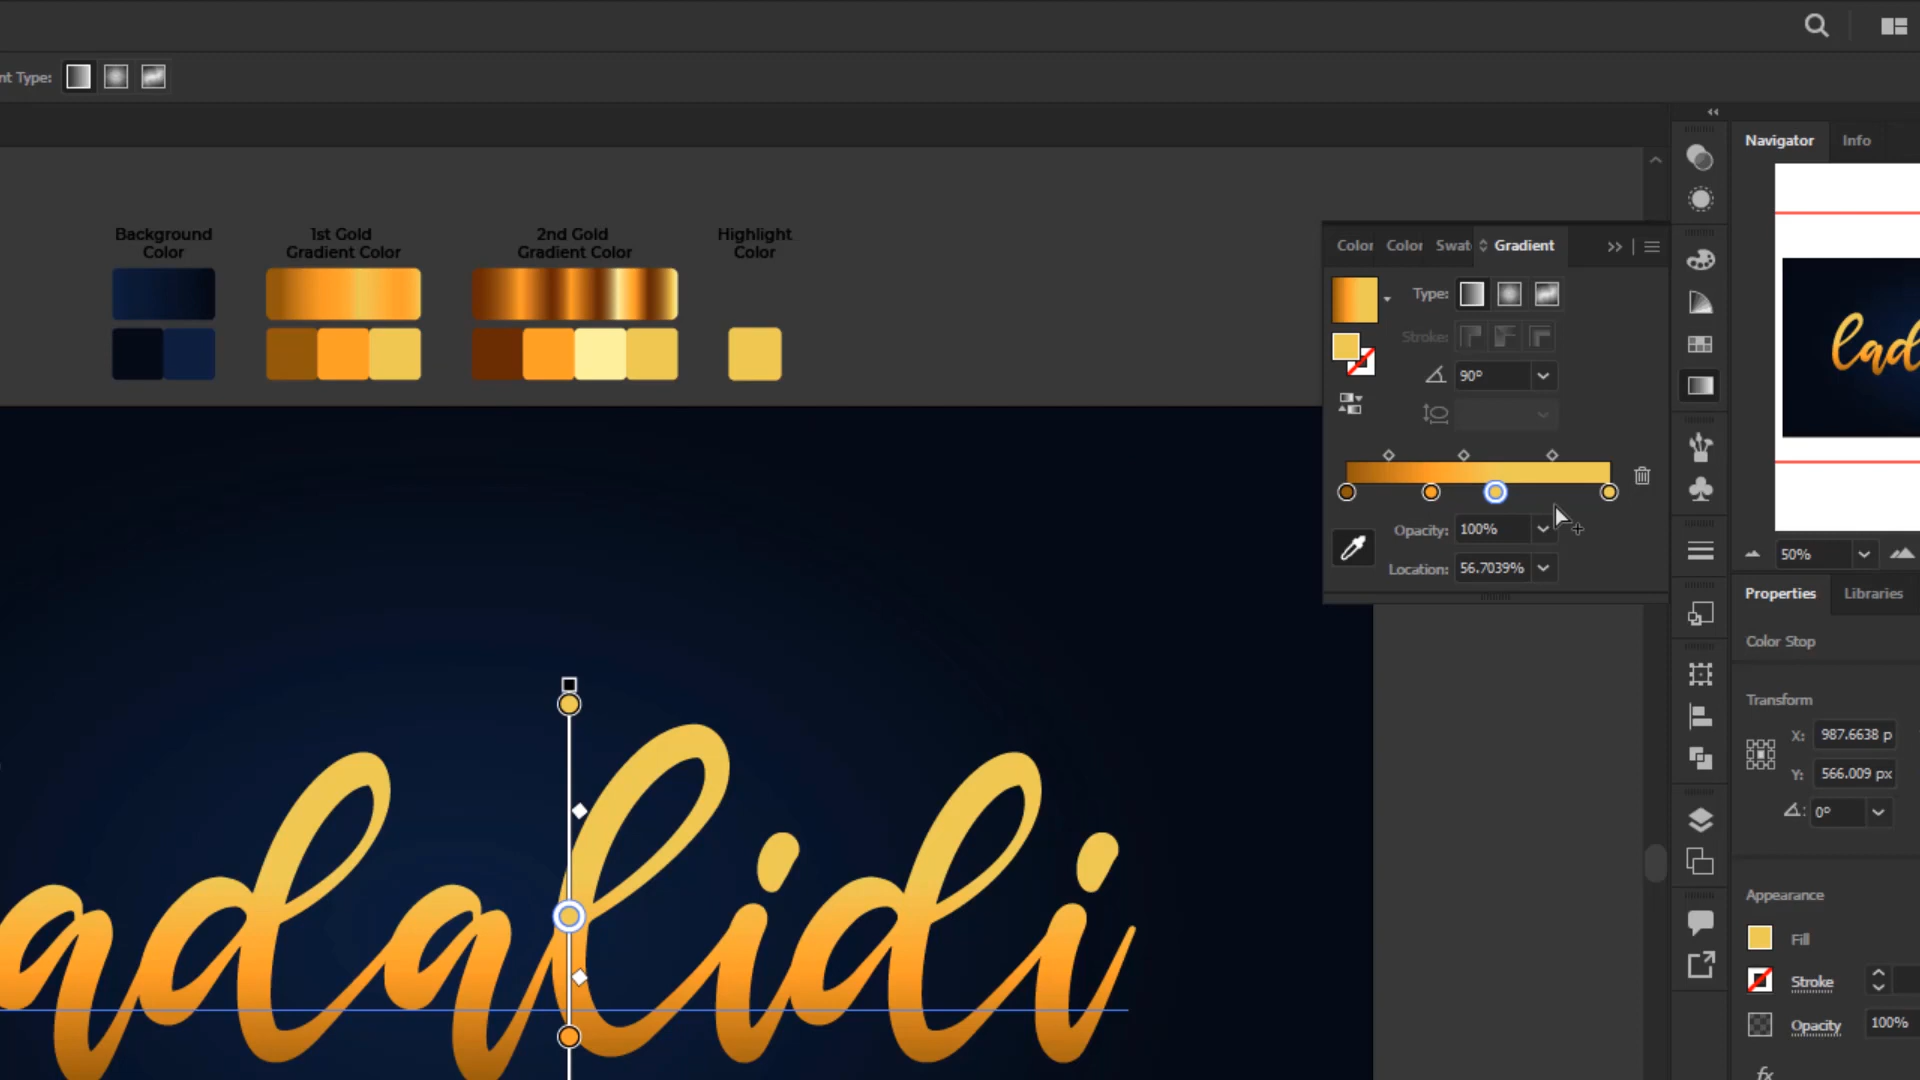 nt Type:
Navigator Info
Background
Color
1st Gold
Gradient Color
2nd Gold
Gradient Color
Highlight
Color
Color Color Swat Gradient
Type:
Stroke:
90°
Opacity: 100%
Location: 56.7039%
50%
Properties Libraries
Color Stop
Transform
X: 987.6638 p
Y: 566.009 px
0°
Appearance
Fill
Stroke
Opacity 100%
fx
ladalidi
lad